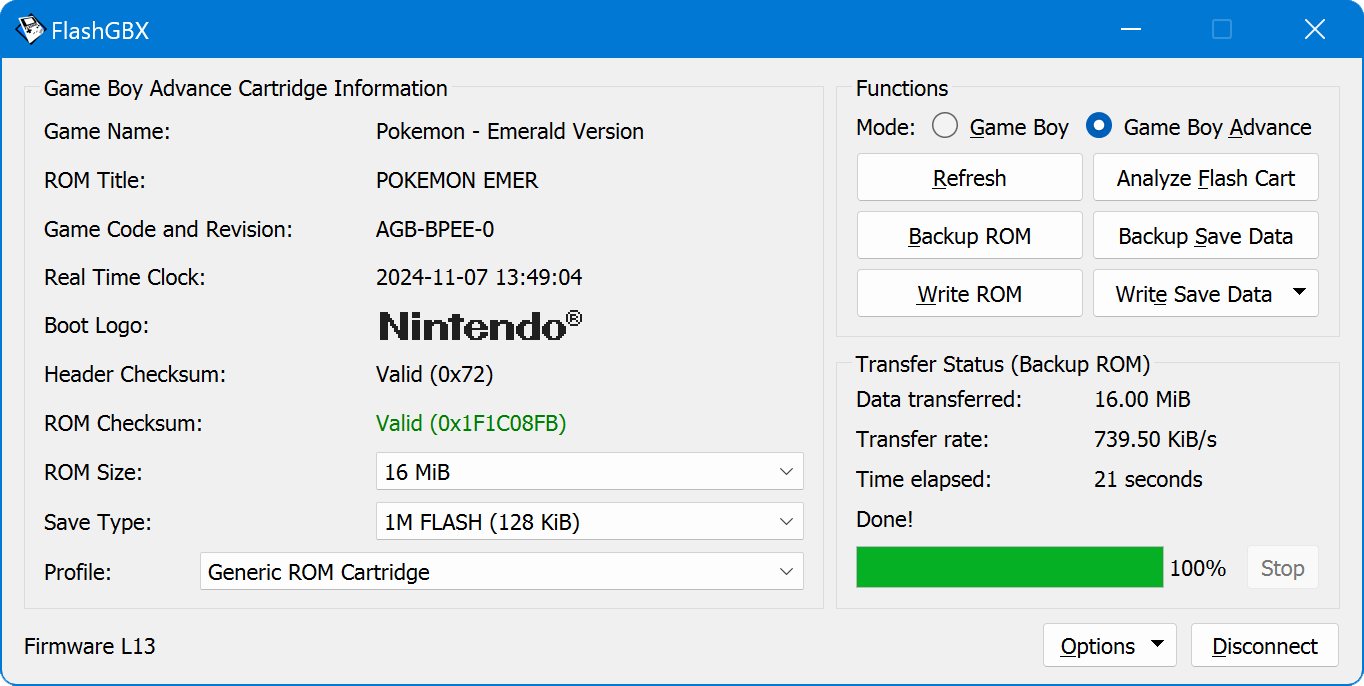 FlashGBX
Game Boy Advance Cartridge Information
Game Name: Pokemon - Emerald Version
ROM Title: POKEMON EMER
Game Code and Revision: AGB-BPEE-0
Real Time Clock: 2024-11-07 13:49:04
Boot Logo: Nintendo®
Header Checksum: Valid (0x72)
ROM Checksum: Valid (0x1F1C08FB)
ROM Size: 16 MiB
Save Type: 1M FLASH (128 KiB)
Profile: Generic ROM Cartridge
Firmware L13
Functions
Mode: Game Boy Game Boy Advance
Refresh Analyze Flash Cart
Backup ROM Backup Save Data
Write ROM Write Save Data
Transfer Status (Backup ROM)
Data transferred: 16.00 MiB
Transfer rate: 739.50 KiB/s
Time elapsed: 21 seconds
Done!
100% Stop
Options Disconnect